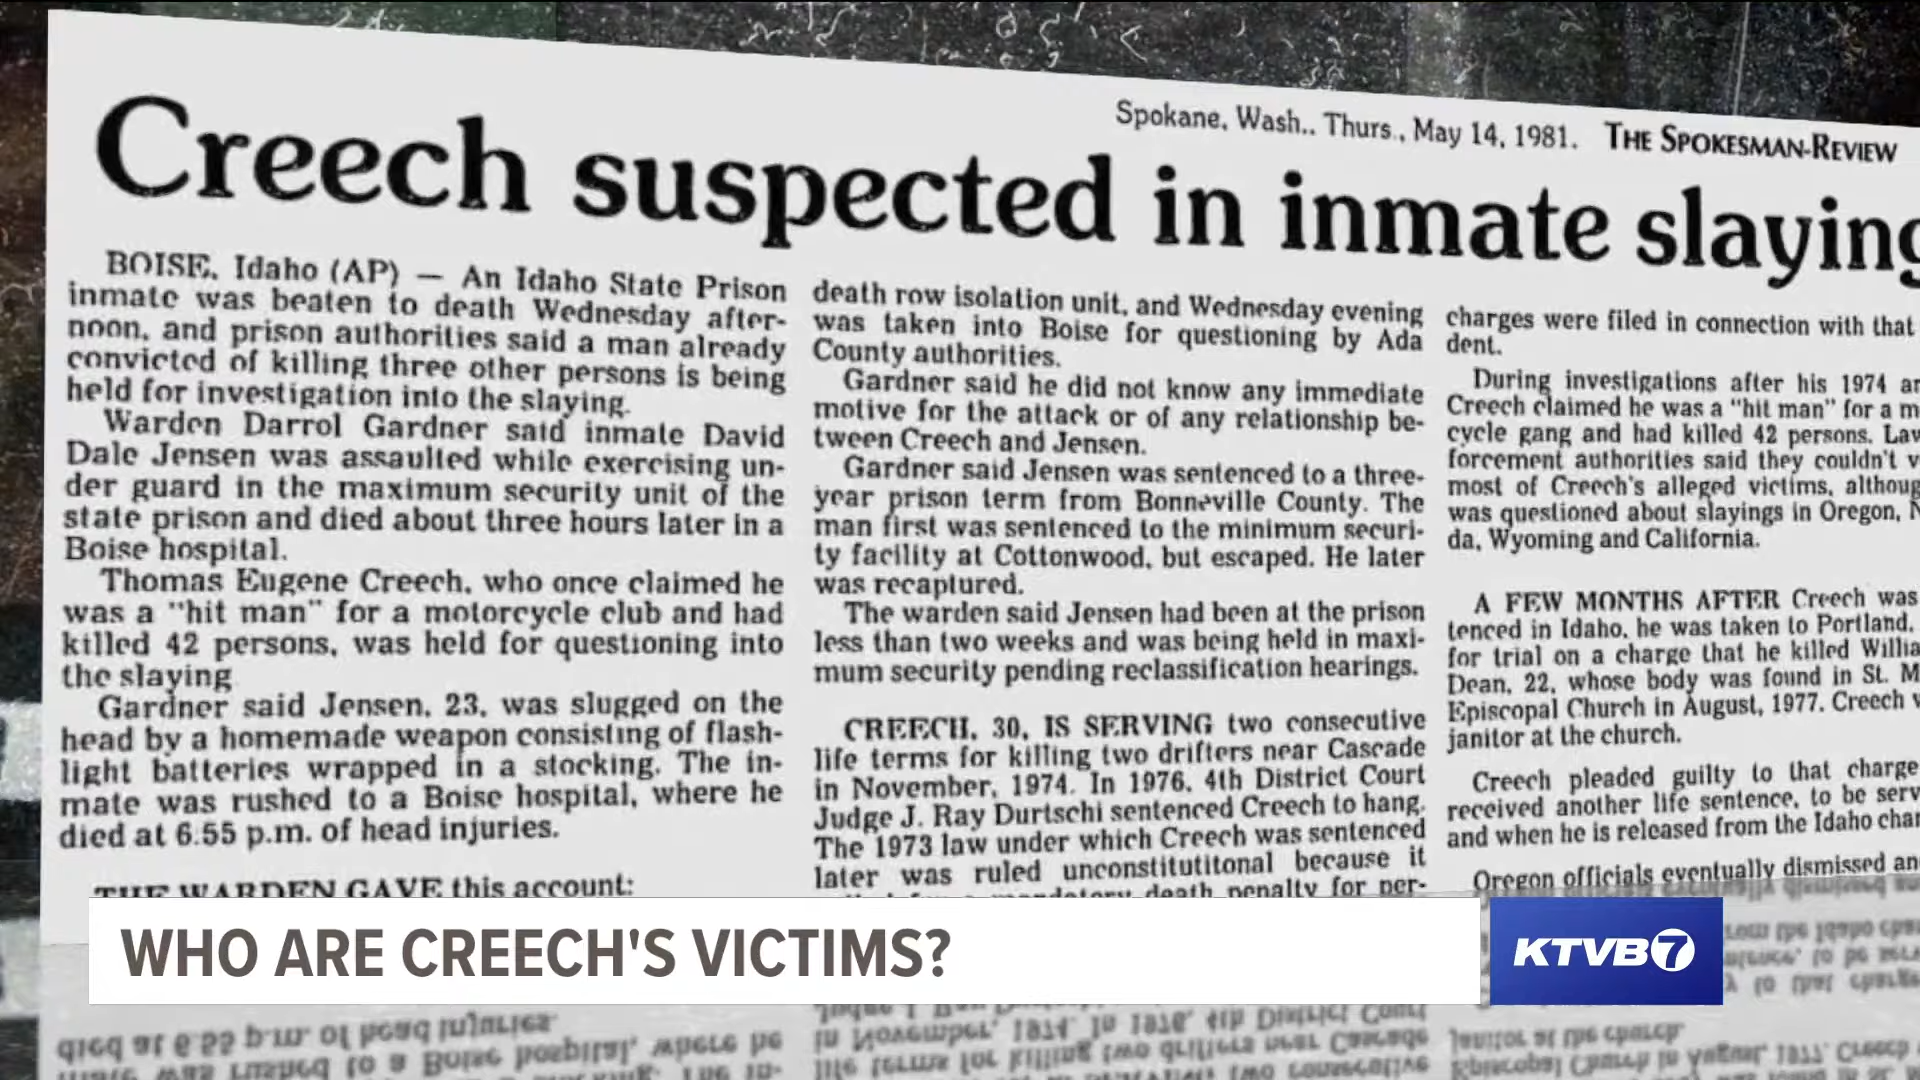 Spokane, Wash., Thurs., May 14, 1981. THE SPOKESMAN-REVIEW
Creech suspected in inmate slaying
BOISE, Idaho (AP) — An Idaho State Prison
inmate was beaten to death Wednesday after-
noon, and prison authorities said a man already
convicted of killing three other persons is being
held for investigation into the slaying.
Warden Darrol Gardner said inmate David
Dale Jensen was assaulted while exercising un-
der guard in the maximum security unit of the
state prison and died about three hours later in a
Boise hospital.
Thomas Eugene Creech, who once claimed he
was a "hit man" for a motorcycle club and had
killed 42 persons, was held for questioning into
the slaying
Gardner said Jensen, 23, was slugged on the
head by a homemade weapon consisting of flash-
light batteries wrapped in a stocking. The in-
mate was rushed to a Boise hospital, where he
died at 6:55 p.m. of head injuries.
THE WARDEN GAVE this account:
death row isolation unit, and Wednesday evening
was taken into Boise for questioning by Ada
County authorities.
Gardner said he did not know any immediate
motive for the attack or of any relationship be-
tween Creech and Jensen.
Gardner said Jensen was sentenced to a three-
year prison term from Bonneville County. The
man first was sentenced to the minimum securi-
ty facility at Cottonwood, but escaped. He later
was recaptured.
The warden said Jensen had been at the prison
less than two weeks and was being held in maxi-
mum security pending reclassification hearings.
CREECH, 30, IS SERVING two consecutive
life terms for killing two drifters near Cascade
in November, 1974. In 1976, 4th District Court
Judge J. Ray Durtschi sentenced Creech to hang.
The 1973 law under which Creech was sentenced
later was ruled unconstitutitonal because it
mandatory death penalty for per-
charges were filed in connection with that
dent.
During investigations after his 1974 ar
Creech claimed he was a "hit man" for a m
cycle gang and had killed 42 persons. Law
forcement authorities said they couldn't v
most of Creech's alleged victims, although
was questioned about slayings in Oregon, N
da, Wyoming and California.
A FEW MONTHS AFTER Creech was
tenced in Idaho, he was taken to Portland,
for trial on a charge that he killed Willia
Dean, 22, whose body was found in St. M
Episcopal Church in August, 1977. Creech w
janitor at the church.
Creech pleaded guilty to that charge
received another life sentence, to be serv
and when he is released from the Idaho char
Oregon officials eventually dismissed an
WHO ARE CREECH'S VICTIMS?
KTVB7